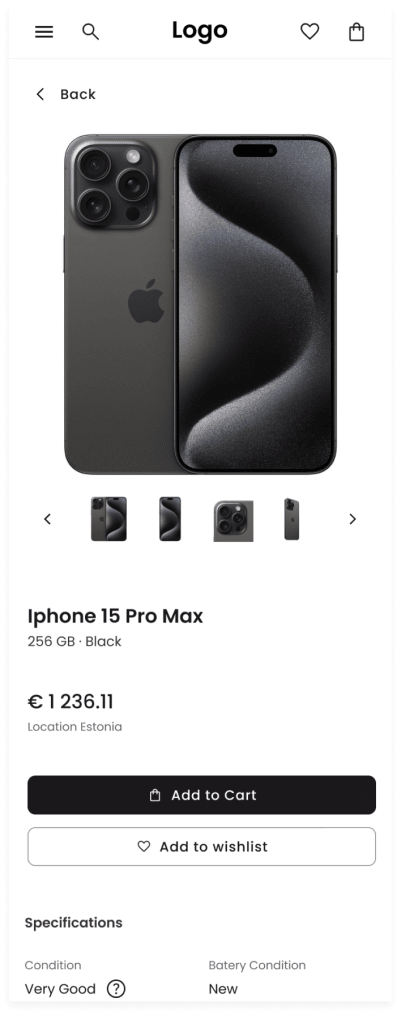 Logo
Back
Iphone 15 Pro Max
256 GB · Black
€ 1 236.11
Location Estonia
Add to Cart
Add to wishlist
Specifications
Condition Batery Condition
Very Good ? New